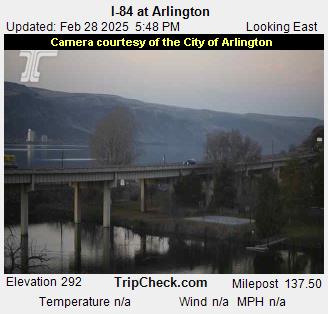 I-84 at Arlington
Updated: Feb 28 2025 5:48 PM Looking East
Camera courtesy of the City of Arlington
Elevation 292 TripCheck.com Milepost 137.50
Temperature n/a Wind n/a MPH n/a